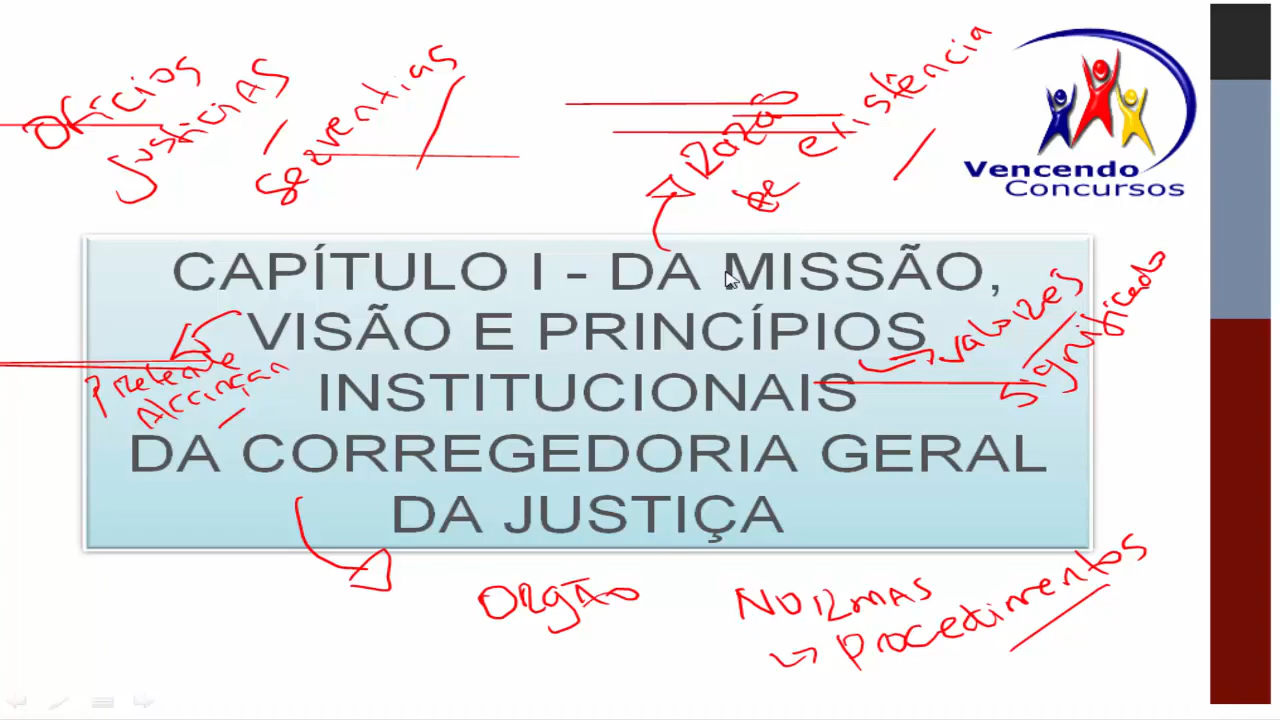 Ofícios
Justiças
Serventias
Razão
de existência
Vencendo
Concursos
CAPÍTULO I - DA MISSÃO,
VISÃO E PRINCÍPIOS
INSTITUCIONAIS
DA CORREGEDORIA GERAL
DA JUSTIÇA
valores
significado
Pretende
Alcançar
Orgão
Normas
Procedimentos